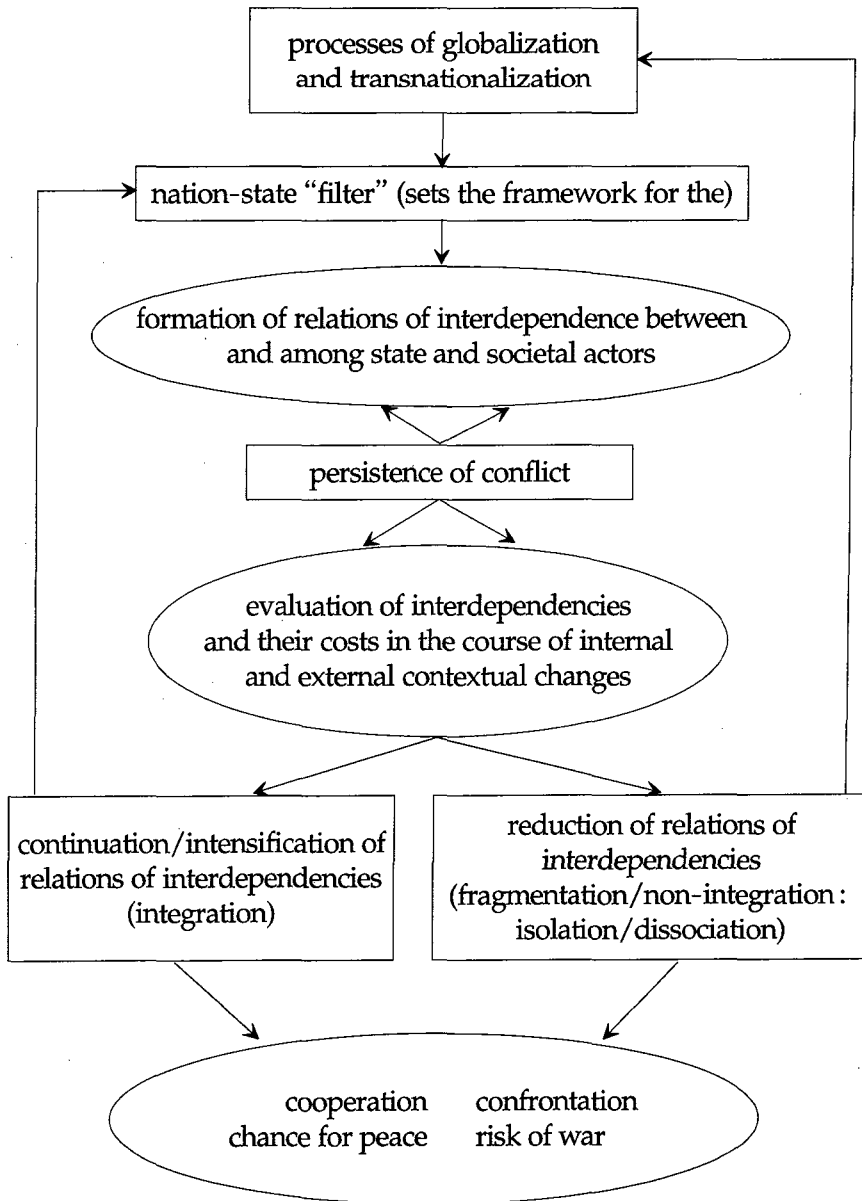 processes of globalization
and transnationalization
nation-state “filter” (sets the framework for the)
formation of relations of interdependence between
and among state and societal actors
persistence of conflict
evaluation of interdependencies
and their costs in the course of internal
and external contextual changes
continuation/intensification of
relations of interdependencies
(integration)
reduction of relations of
interdependencies
(fragmentation/non-integration :
isolation/dissociation)
cooperation
chance for peace
confrontation
risk of war